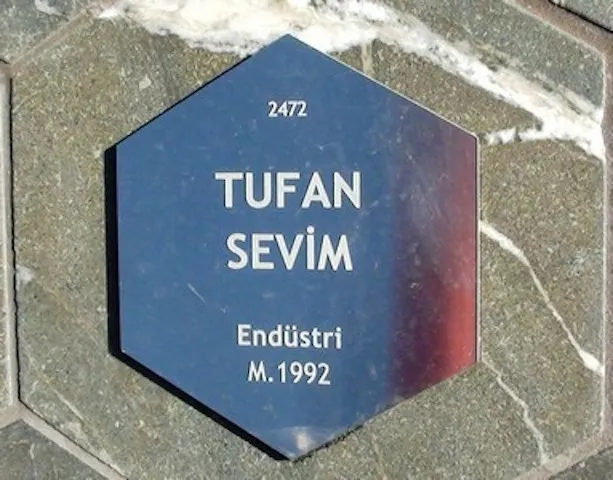 2472
TUFAN
SEVİM
Endüstri
M.1992